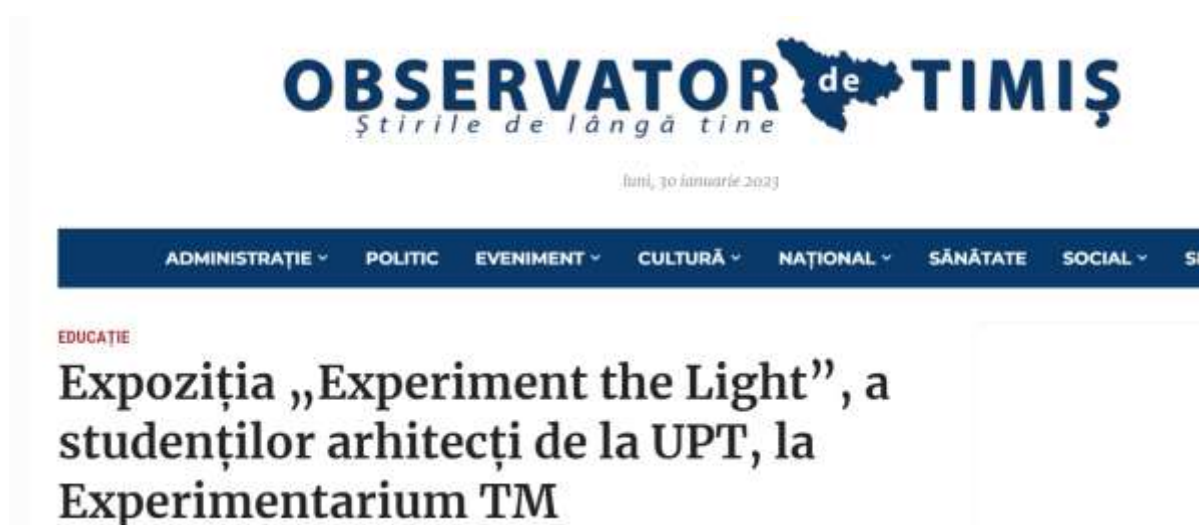 OBSERVATOR de TIMIȘ
Știrile de lângă tine
luni, 30 ianuarie 2023
ADMINISTRAȚIE POLITIC EVENIMENT CULTURĂ NAȚIONAL SĂNĂTATE SOCIAL
EDUCAȚIE
Expoziția „Experiment the Light”, a
studenților arhitecți de la UPT, la
Experimentarium TM